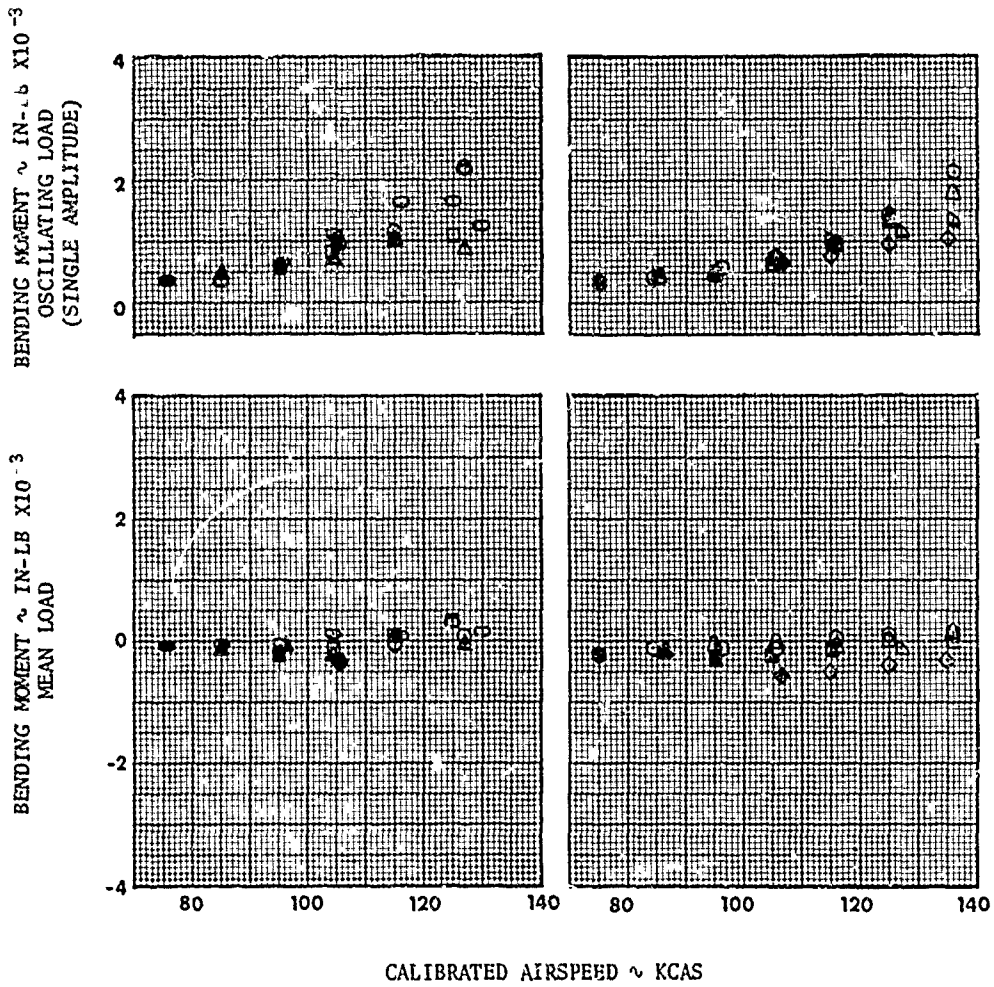 BENDING MOMENT ~ IN-LB X10⁻³
OSCILLATING LOAD
(SINGLE AMPLITUDE)
4
2
0
BENDING MOMENT ~ IN-LB X10⁻³
MEAN LOAD
4
2
0
-2
-4
80 100 120 140 80 100 120 140
CALIBRATED AIRSPEED ~ KCAS